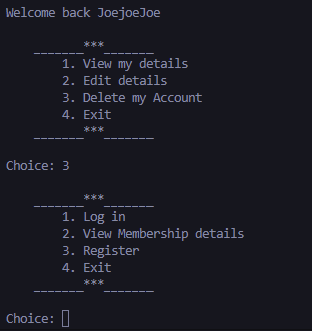 Welcome back JoejoeJoe
_______***_______
1. View my details
2. Edit details
3. Delete my Account
4. Exit
_______***_______
Choice: 3
_______***_______
1. Log in
2. View Membership details
3. Register
4. Exit
_______***_______
Choice: